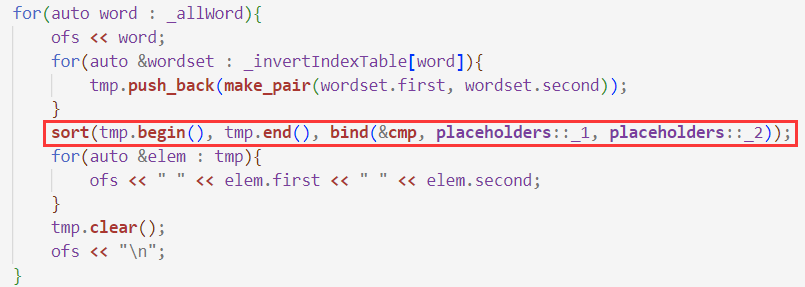 for(auto word : _allWord){
    ofs << word;
    for(auto &wordset : _invertIndexTable[word]){
        tmp.push_back(make_pair(wordset.first, wordset.second));
    }
    sort(tmp.begin(), tmp.end(), bind(&cmp, placeholders::_1, placeholders::_2));
    for(auto &elem : tmp){
        ofs << " " << elem.first << " " << elem.second;
    }
    tmp.clear();
    ofs << "\n";
}